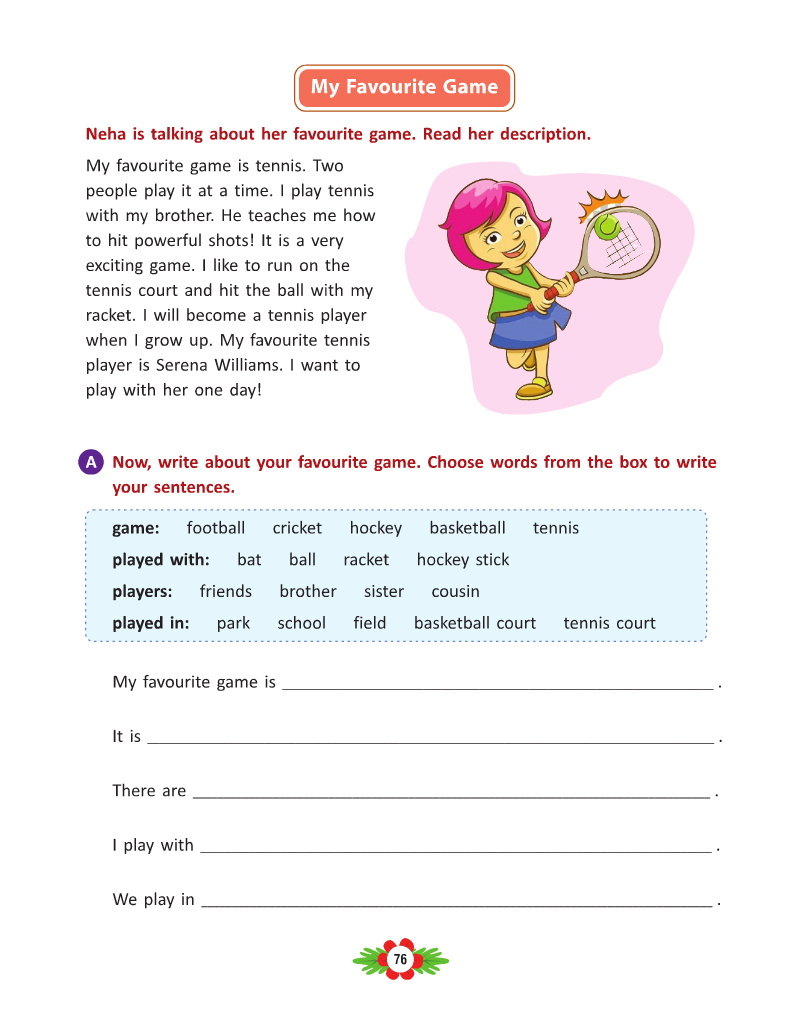 My Favourite Game
Neha is talking about her favourite game. Read her description.
My favourite game is tennis. Two
people play it at a time. I play tennis
with my brother. He teaches me how
to hit powerful shots! It is a very
exciting game. I like to run on the
tennis court and hit the ball with my
racket. I will become a tennis player
when I grow up. My favourite tennis
player is Serena Williams. I want to
play with her one day!
A Now, write about your favourite game. Choose words from the box to write
your sentences.
game: football cricket hockey basketball tennis
played with: bat ball racket hockey stick
players: friends brother sister cousin
played in: park school field basketball court tennis court
My favourite game is ______ .
It is ______ .
There are ______ .
I play with ______ .
We play in ______ .
76